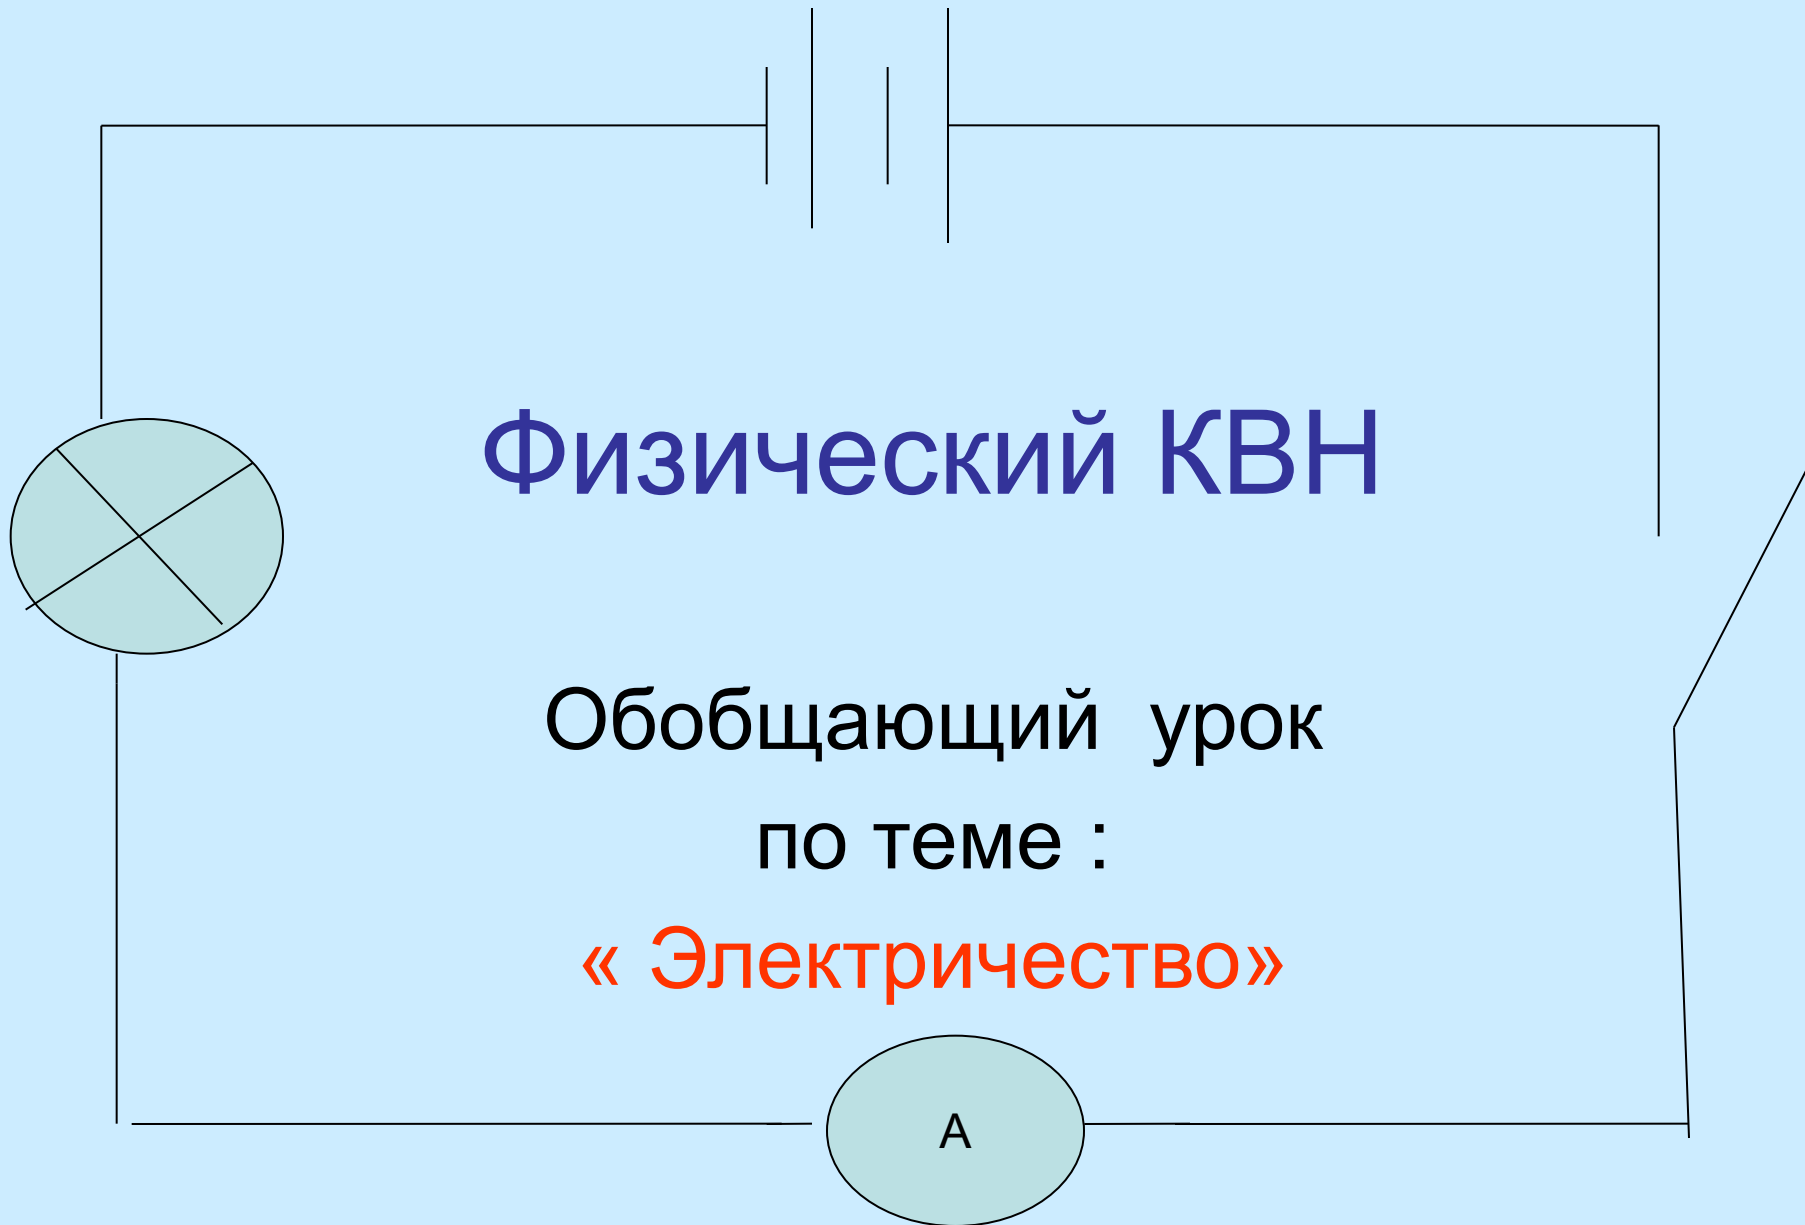 Физический КВН
Обобщающий урок
по теме :
« Электричество»
А